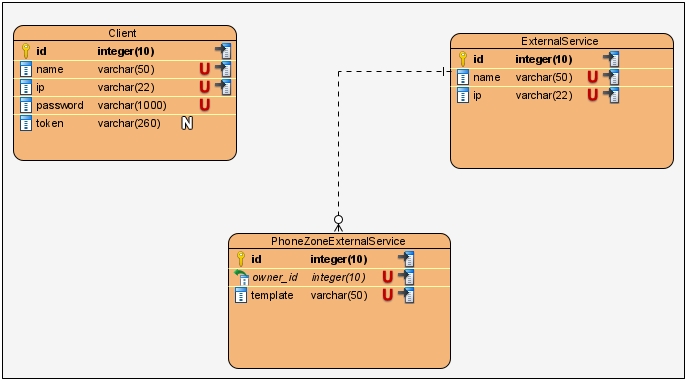 Client
id integer(10)
name varchar(50) U
ip varchar(22) U
password varchar(1000) U
token varchar(260) N
ExternalService
id integer(10)
name varchar(50) U
ip varchar(22) U
PhoneZoneExternalService
id integer(10)
owner_id integer(10) U
template varchar(50) U